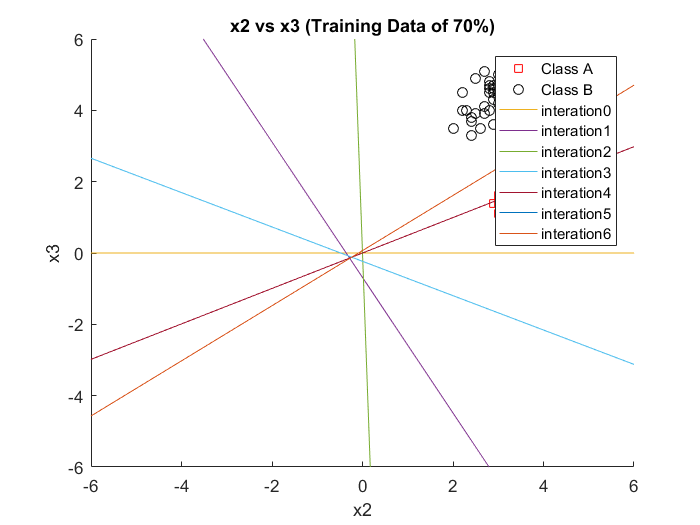 x2 vs x3 (Training Data of 70%)
6
4
2
0
-2
-4
-6
x3
Class A
Class B
interation0
interation1
interation2
interation3
interation4
interation5
interation6
-6
-4
-2
0
2
4
6
x2